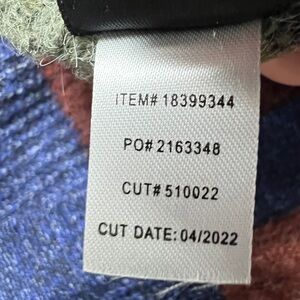 ITEM# 18399344
PO# 2163348
CUT# 510022
CUT DATE: 04/2022